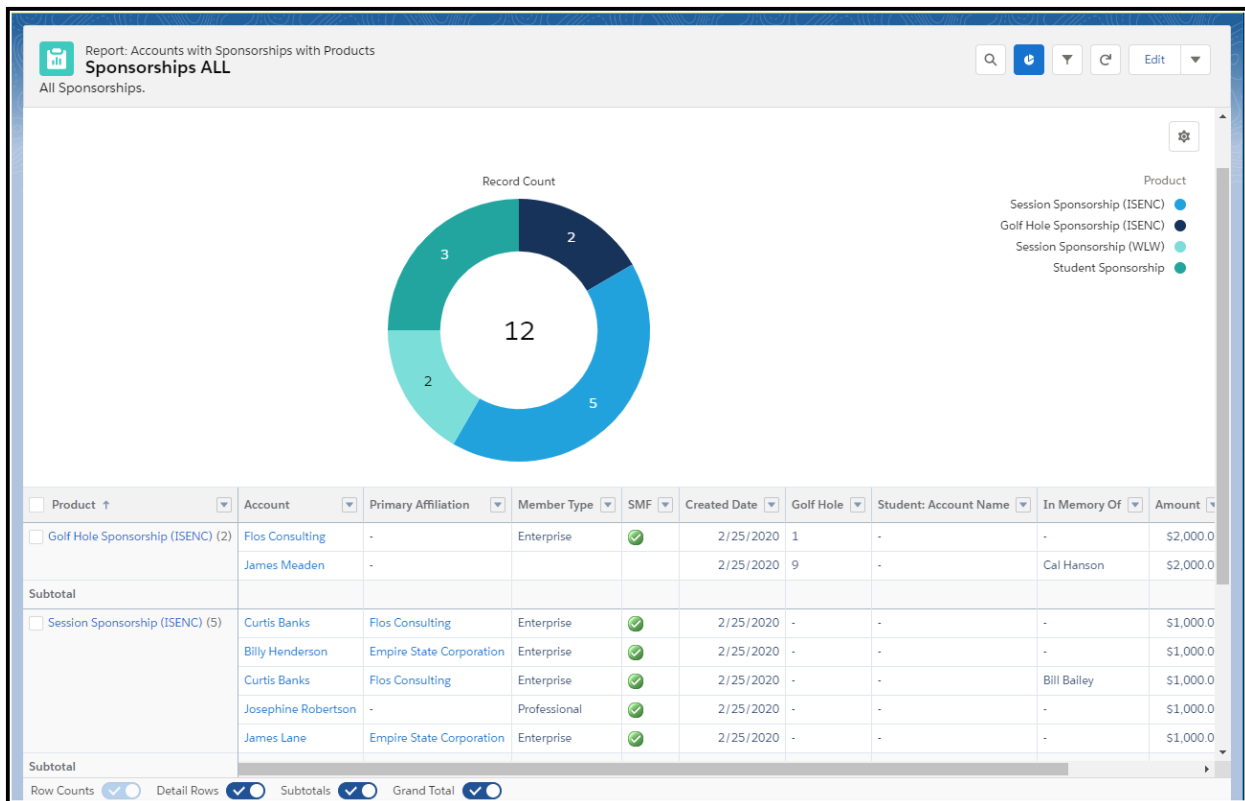 Report: Accounts with Sponsorships with Products
Sponsorships ALL
All Sponsorships.
Edit
Record Count
Product
Session Sponsorship (ISENC)
Golf Hole Sponsorship (ISENC)
Session Sponsorship (WLW)
Student Sponsorship
2
3
12
2
5
Product ↑ Account Primary Affiliation Member Type SMF Created Date Golf Hole Student: Account Name In Memory Of Amount
Golf Hole Sponsorship (ISENC) (2) Flos Consulting - Enterprise 2/25/2020 1 - - $2,000.0
James Meaden - 2/25/2020 9 - Cal Hanson $2,000.0
Subtotal
Session Sponsorship (ISENC) (5) Curtis Banks Flos Consulting Enterprise 2/25/2020 - - - $1,000.0
Billy Henderson Empire State Corporation Enterprise 2/25/2020 - - - $1,000.0
Curtis Banks Flos Consulting Enterprise 2/25/2020 - - Bill Bailey $1,000.0
Josephine Robertson - Professional 2/25/2020 - - - $1,000.0
James Lane Empire State Corporation Enterprise 2/25/2020 - - - $1,000.0
Subtotal
Row Counts Detail Rows Subtotals Grand Total